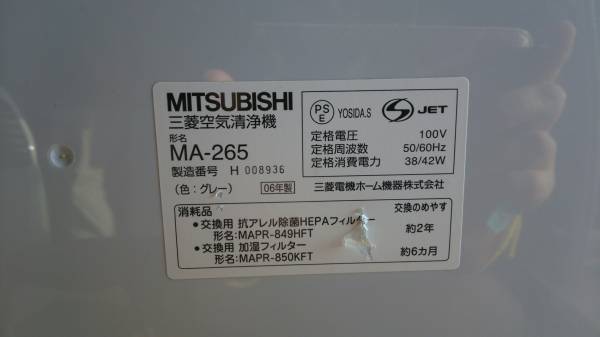 MITSUBISHI
三菱空気清浄機
形名
MA-265
製造番号 H 008936
(色:グレー) 06年製
PS
E
YOSIDA.S
JET
定格電圧 100V
定格周波数 50/60Hz
定格消費電力 38/42W
三菱電機ホーム機器株式会社
消耗品 交換のめやす
•交換用 抗アレル除菌HEPAフィルター
形名:MAPR-849HFT 約2年
•交換用 加湿フィルター
形名:MAPR-850KFT 約6カ月